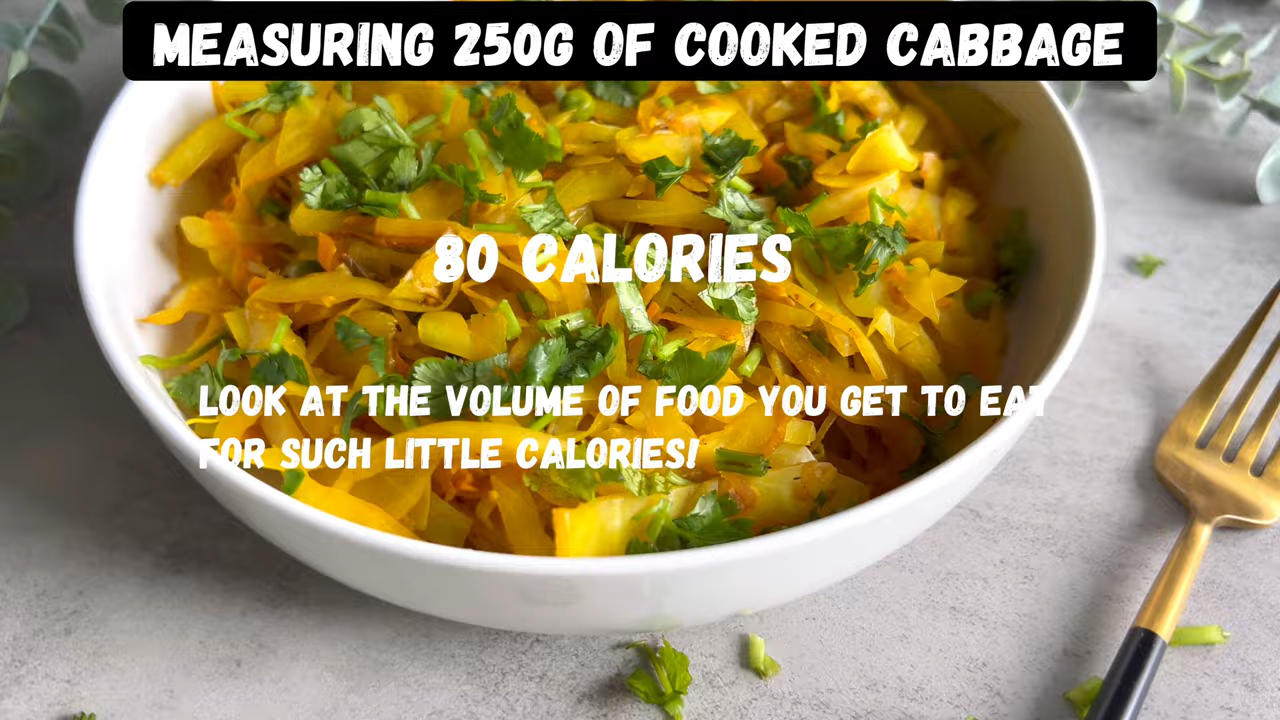 MEASURING 250G OF COOKED CABBAGE
80 CALORIES
LOOK AT THE VOLUME OF FOOD YOU GET TO EAT
FOR SUCH LITTLE CALORIES!